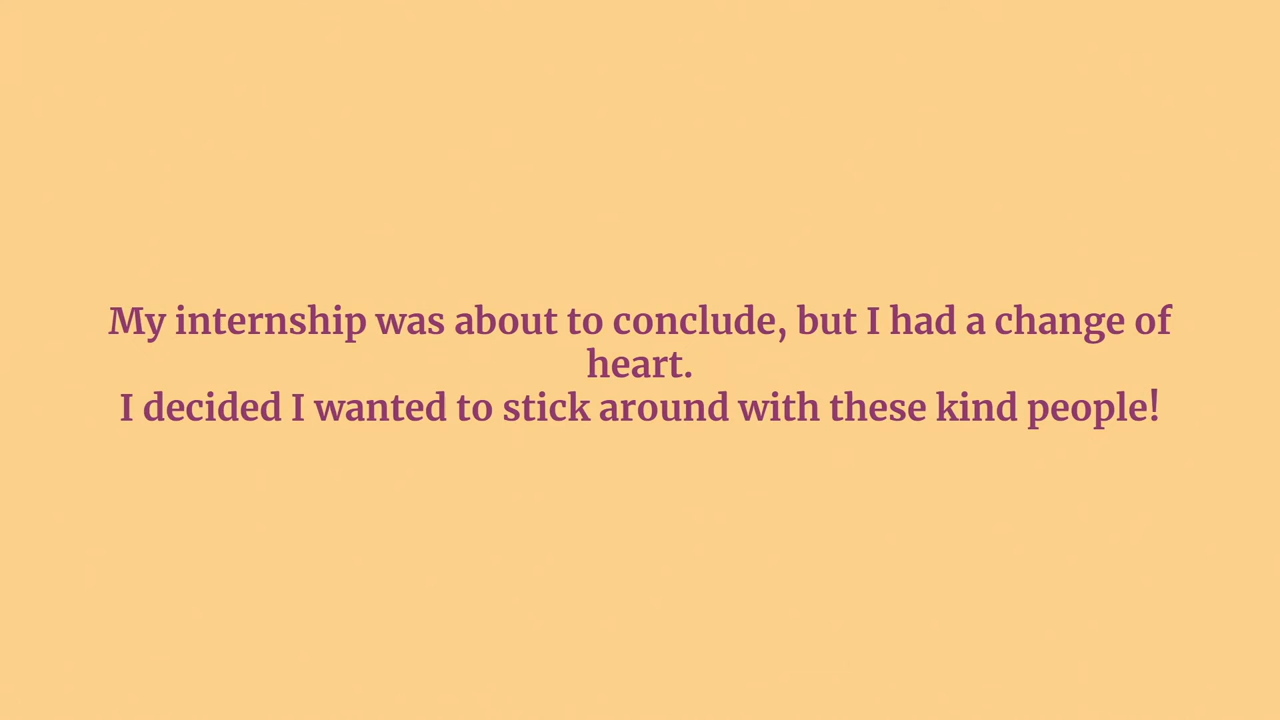 My internship was about to conclude, but I had a change of
heart.
I decided I wanted to stick around with these kind people!